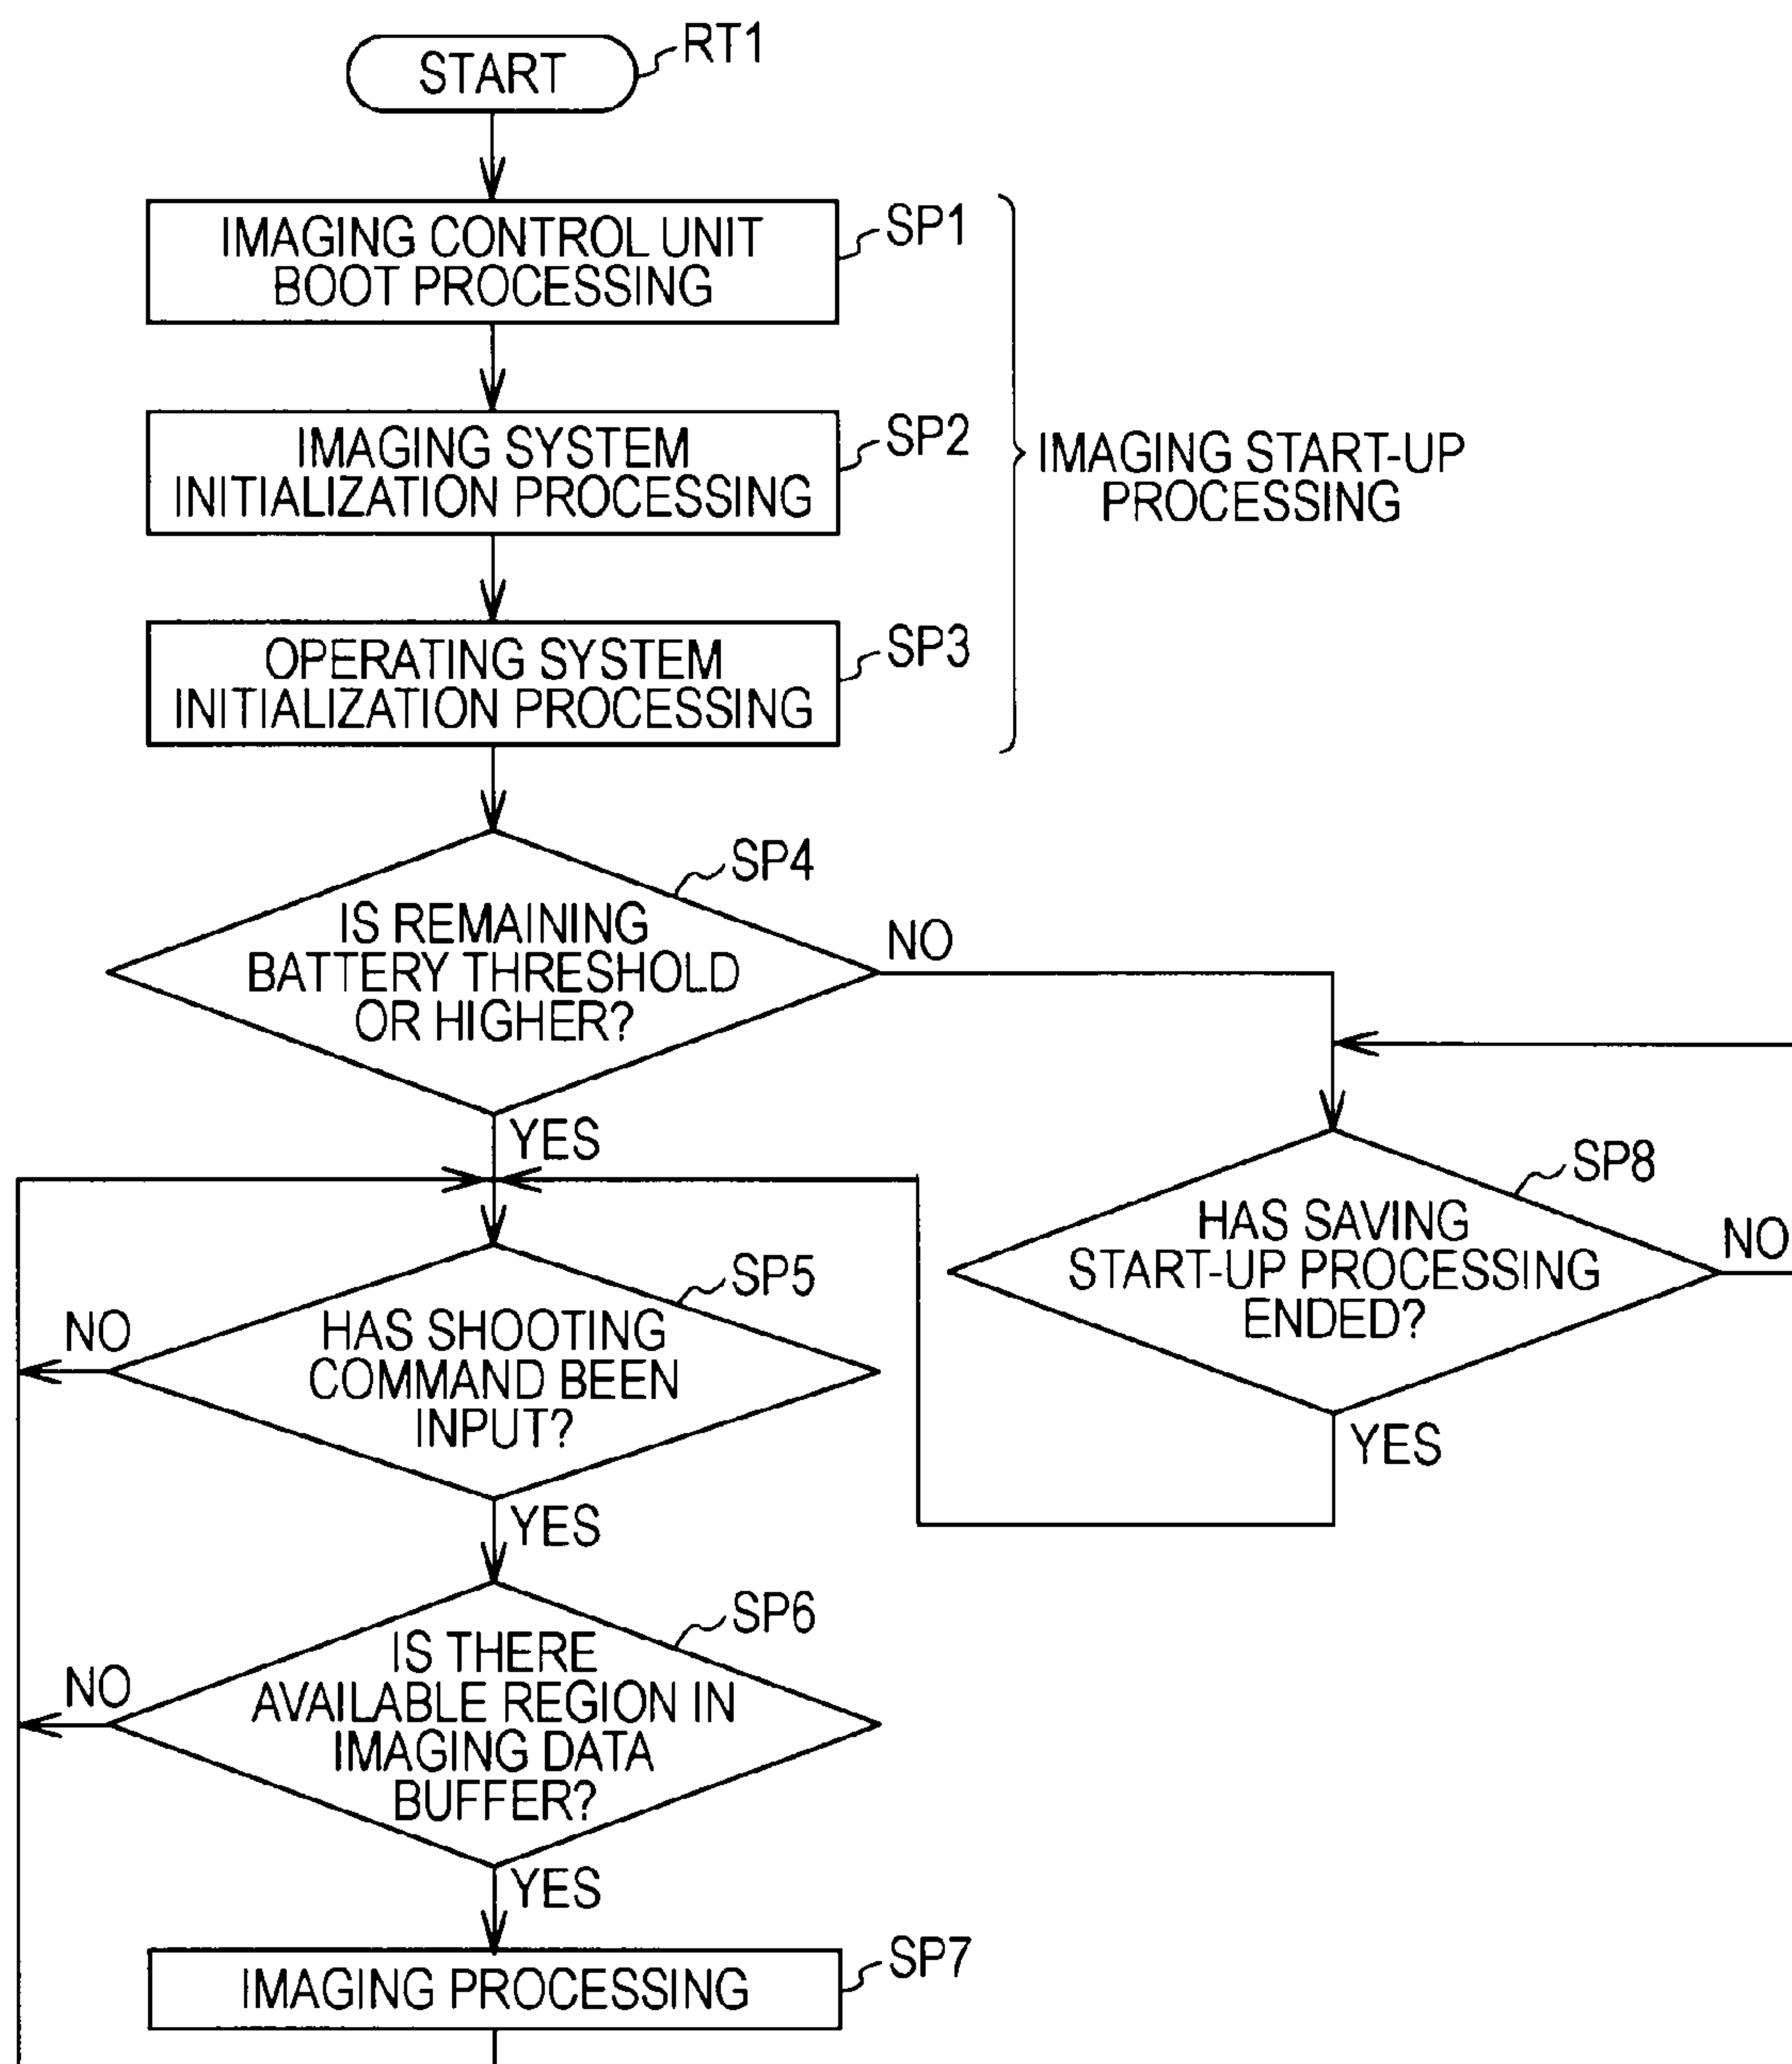 START
RT1
IMAGING CONTROL UNIT
BOOT PROCESSING
SP1
IMAGING SYSTEM
INITIALIZATION PROCESSING
SP2
OPERATING SYSTEM
INITIALIZATION PROCESSING
SP3
IMAGING START-UP
PROCESSING
SP4
IS REMAINING
BATTERY THRESHOLD
OR HIGHER?
NO
YES
SP8
HAS SAVING
START-UP PROCESSING
ENDED?
NO
YES
SP5
HAS SHOOTING
COMMAND BEEN
INPUT?
NO
YES
SP6
IS THERE
AVAILABLE REGION IN
IMAGING DATA
BUFFER?
NO
YES
IMAGING PROCESSING
SP7